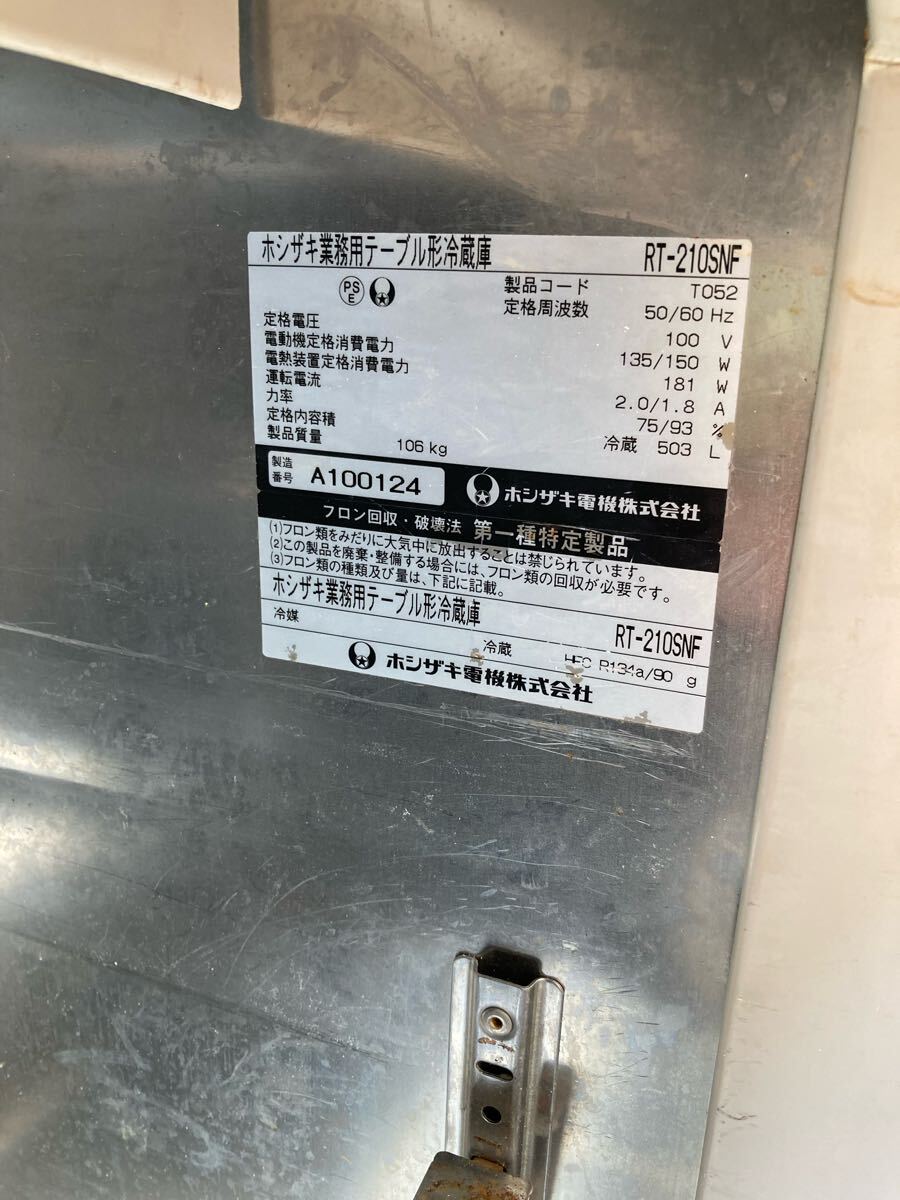 ホシザキ業務用テーブル形冷蔵庫 RT-210SNF
PS E 製品コード T052
定格周波数 50/60 Hz
定格電圧 100 V
電動機定格消費電力 135/150 W
電熱装置定格消費電力 181 W
運転電流 2.0/1.8 A
力率 75/93 %
定格内容積 冷蔵 503 L
製品質量 106 kg
製造番号 A100124 ホシザキ電機株式会社
フロン回収・破壊法 第一種特定製品
(1)フロン類をみだりに大気中に放出することは禁じられています。
(2)この製品を廃棄・整備する場合には、フロン類の回収が必要です。
(3)フロン類の種類及び量は、下記に記載。
ホシザキ業務用テーブル形冷蔵庫 RT-210SNF
冷媒 冷蔵 HFC R134a/90 g
ホシザキ電機株式会社